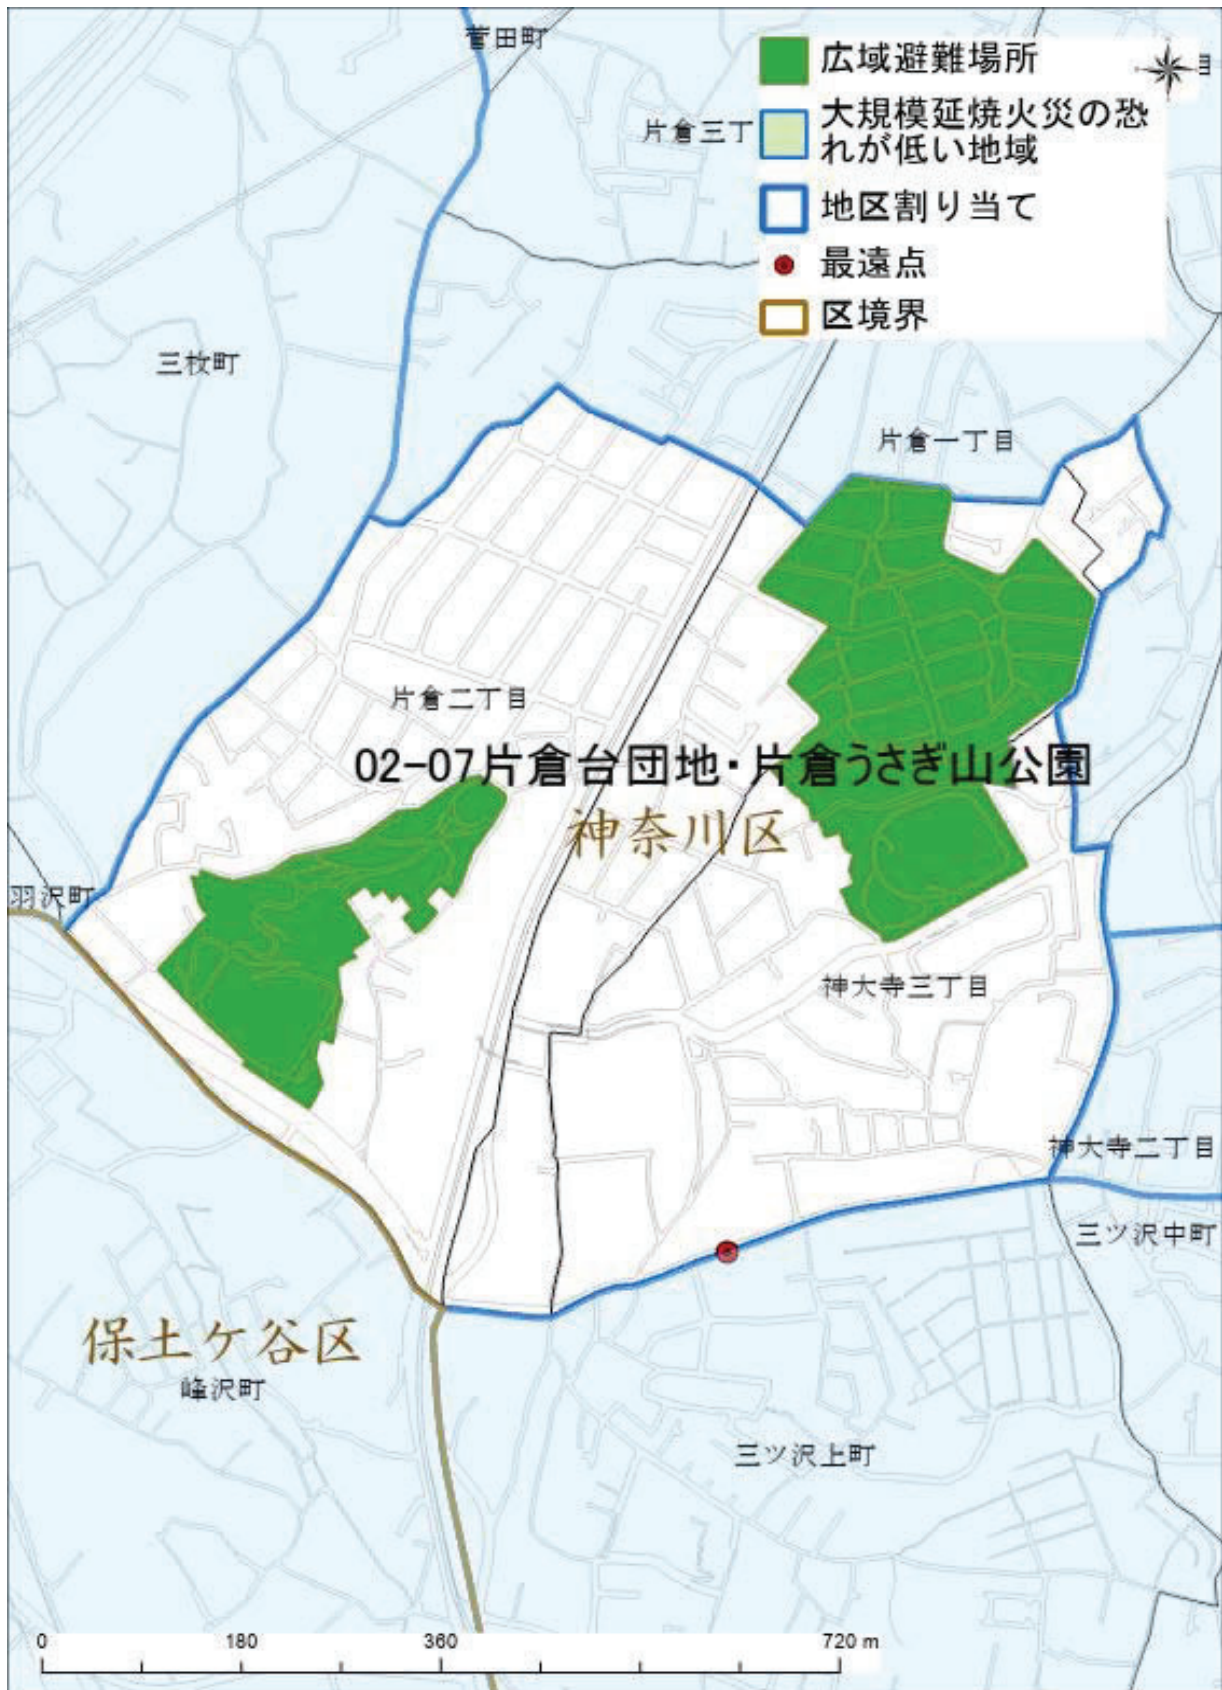 菅田町
広域避難場所
目
片倉三丁
大規模延焼火災の恐
れが低い地域
地区割り当て
最遠点
区境界
三枚町
片倉一丁目
片倉二丁目
02-07片倉台団地・片倉うさぎ山公園
神奈川区
羽沢町
神大寺三丁目
神大寺二丁目
三ツ沢中町
保土ケ谷区
峰沢町
三ツ沢上町
0 180 360 720 m